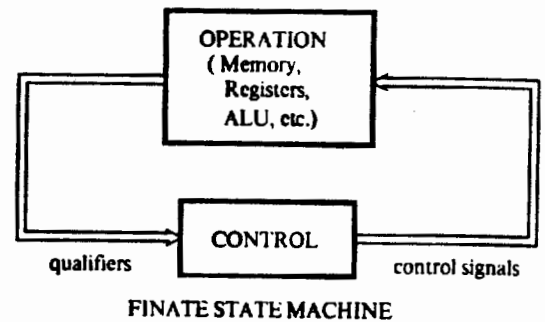 OPERATION
( Memory,
Registers,
ALU, etc.)
CONTROL
qualifiers
control signals
FINATE STATE MACHINE